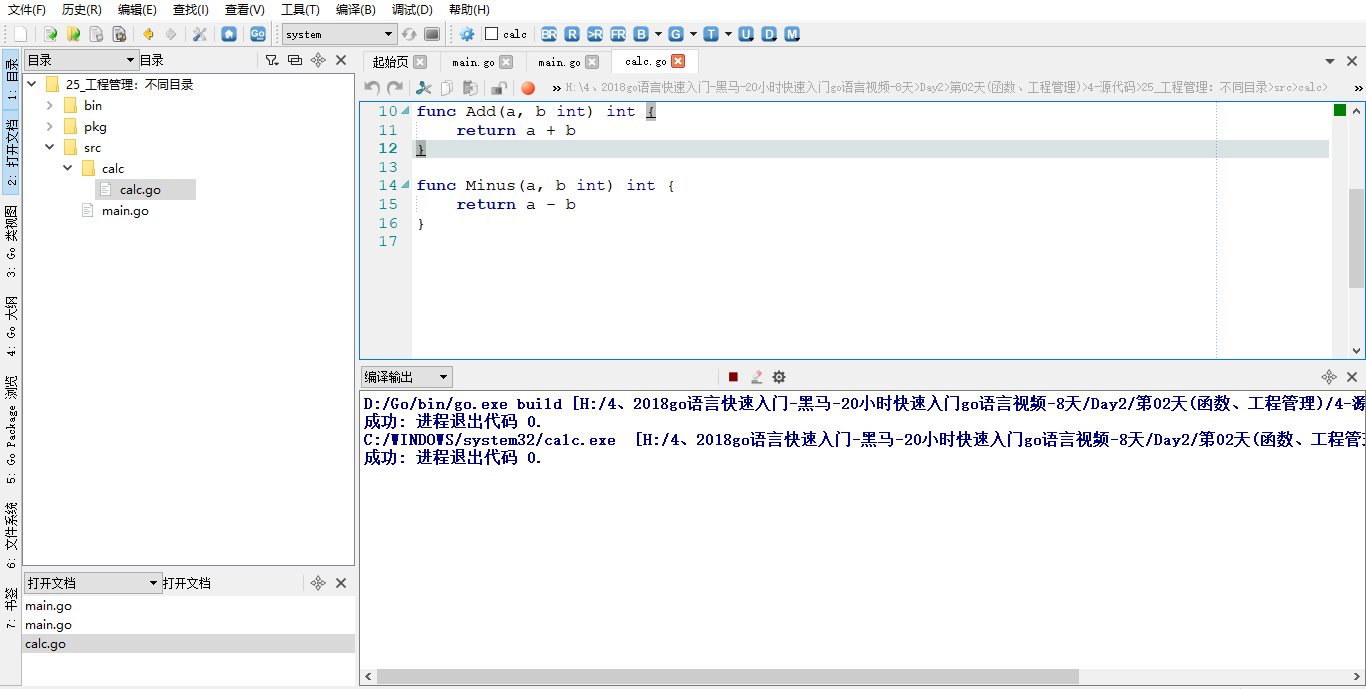 文件(F) 历史(R) 编辑(E) 查找(I) 查看(V) 工具(T) 编译(B) 调试(D) 帮助(H)
Go system calc BR R >R FR B G T U D M
1: 目录
2: 打开文档
3: Go 类视图
4: Go 大纲
5: Go Package 浏览
6: 文件系统
7: 书签
目录 目录
25_工程管理: 不同目录
bin
pkg
src
calc
calc.go
main.go
打开文档 打开文档
main.go
main.go
calc.go
起始页 main.go main.go calc.go
» H:\4、2018go语言快速入门-黑马-20小时快速入门go语言视频-8天>Day2>第02天(函数、工程管理)>4-源代码>25_工程管理: 不同目录>src>calc> »
10 func Add(a, b int) int {
11 return a + b
12 }
13
14 func Minus(a, b int) int {
15 return a - b
16 }
17
编译输出
D:/Go/bin/go.exe build [H:/4、2018go语言快速入门-黑马-20小时快速入门go语言视频-8天/Day2/第02天(函数、工程管理)/4-源
成功: 进程退出代码 0.
C:/WINDOWS/system32/calc.exe [H:/4、2018go语言快速入门-黑马-20小时快速入门go语言视频-8天/Day2/第02天(函数、工程管
成功: 进程退出代码 0.